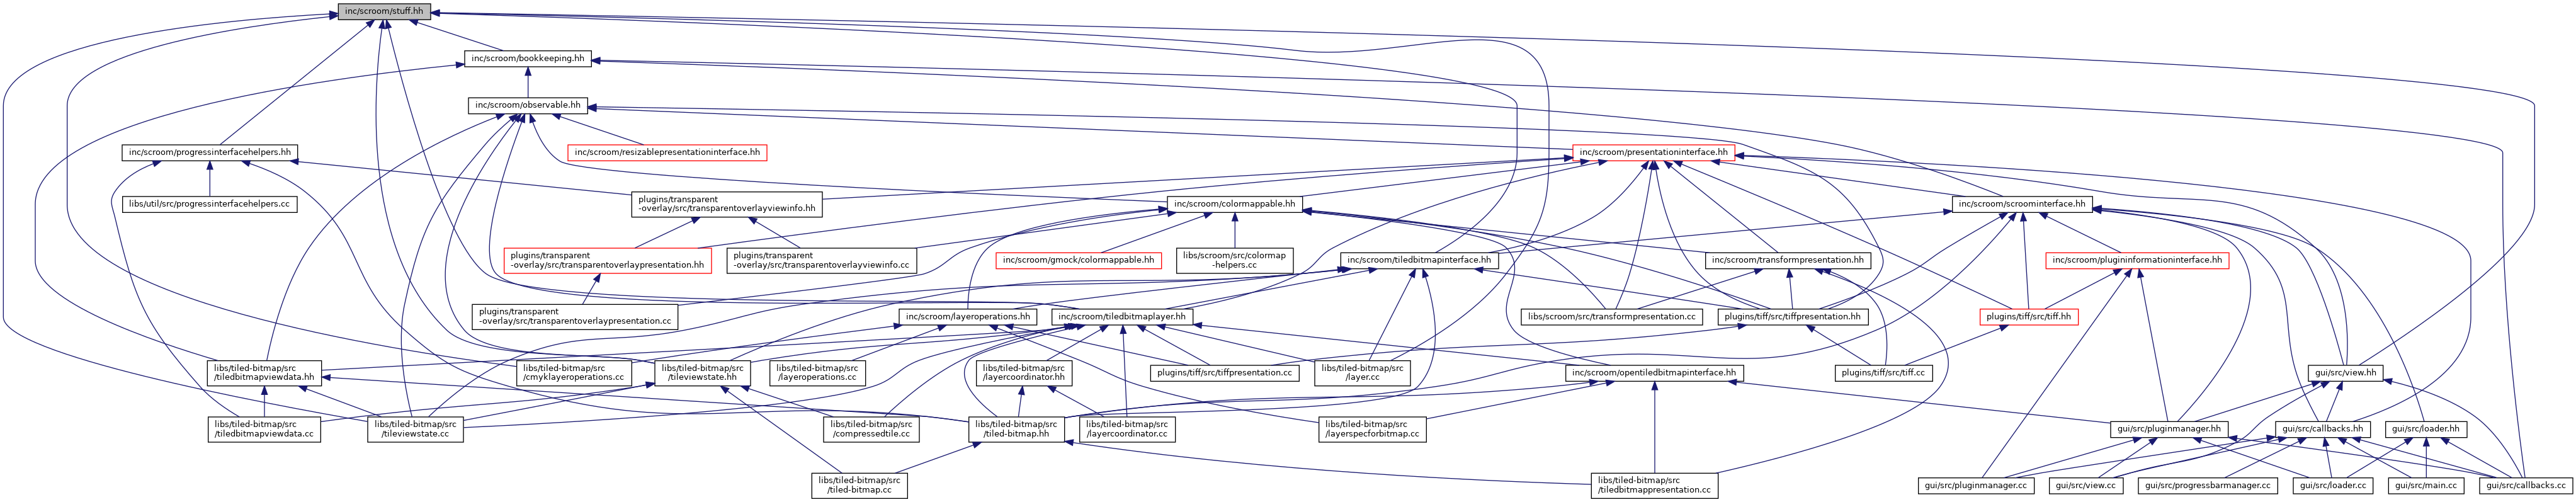 inc/scroom/stuff.hh
inc/scroom/bookkeeping.hh
inc/scroom/observable.hh
inc/scroom/progressinterfacehelpers.hh
inc/scroom/resizablepresentationinterface.hh
inc/scroom/presentationinterface.hh
libs/util/src/progressinterfacehelpers.cc
plugins/transparent
-overlay/src/transparentoverlayviewinfo.hh
inc/scroom/colormappable.hh
inc/scroom/scroominterface.hh
plugins/transparent
-overlay/src/transparentoverlaypresentation.hh
plugins/transparent
-overlay/src/transparentoverlayviewinfo.cc
inc/scroom/gmock/colormappable.hh
libs/scroom/src/colormap
-helpers.cc
inc/scroom/tiledbitmapinterface.hh
inc/scroom/transformpresentation.hh
inc/scroom/plugininformationinterface.hh
plugins/transparent
-overlay/src/transparentoverlaypresentation.cc
inc/scroom/layeroperations.hh
inc/scroom/tiledbitmaplayer.hh
libs/scroom/src/transformpresentation.cc
plugins/tiff/src/tiffpresentation.hh
plugins/tiff/src/tiff.hh
libs/tiled-bitmap/src
/tiledbitmapviewdata.hh
libs/tiled-bitmap/src
/cmyklayeroperations.cc
libs/tiled-bitmap/src
/tileviewstate.hh
libs/tiled-bitmap/src
/layeroperations.cc
libs/tiled-bitmap/src
/layercoordinator.hh
plugins/tiff/src/tiffpresentation.cc
libs/tiled-bitmap/src
/layer.cc
inc/scroom/opentiledbitmapinterface.hh
plugins/tiff/src/tiff.cc
gui/src/view.hh
libs/tiled-bitmap/src
/tiledbitmapviewdata.cc
libs/tiled-bitmap/src
/tileviewstate.cc
libs/tiled-bitmap/src
/compressedtile.cc
libs/tiled-bitmap/src
/tiled-bitmap.hh
libs/tiled-bitmap/src
/layercoordinator.cc
libs/tiled-bitmap/src
/layerspecforbitmap.cc
gui/src/pluginmanager.hh
gui/src/callbacks.hh
gui/src/loader.hh
libs/tiled-bitmap/src
/tiled-bitmap.cc
libs/tiled-bitmap/src
/tiledbitmappresentation.cc
gui/src/pluginmanager.cc
gui/src/view.cc
gui/src/progressbarmanager.cc
gui/src/loader.cc
gui/src/main.cc
gui/src/callbacks.cc